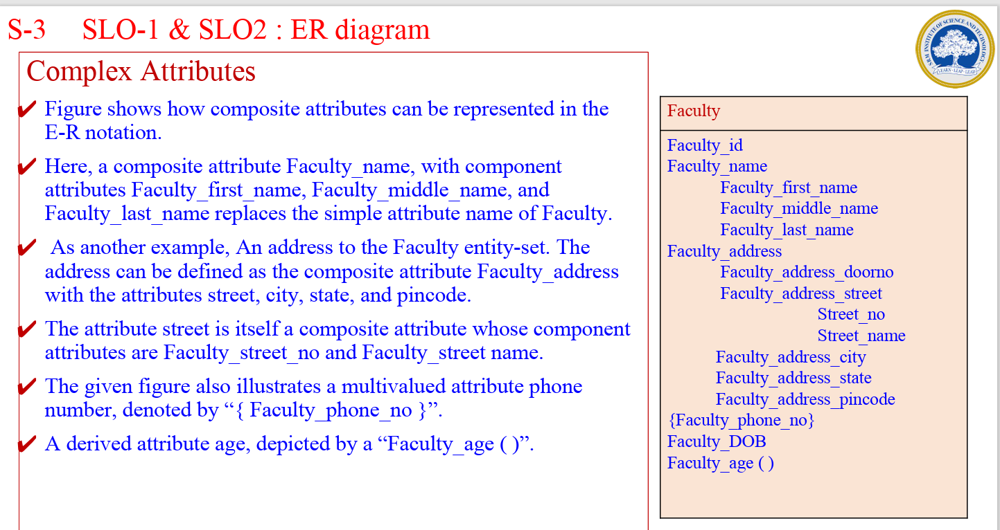 S-3 SLO-1 & SLO2 : ER diagram
SRM INSTITUTE OF SCIENCE AND TECHNOLOGY
LEARN - LEAP - LEAD
Complex Attributes
✔ Figure shows how composite attributes can be represented in the
E-R notation.
✔ Here, a composite attribute Faculty_name, with component
attributes Faculty_first_name, Faculty_middle_name, and
Faculty_last_name replaces the simple attribute name of Faculty.
✔ As another example, An address to the Faculty entity-set. The
address can be defined as the composite attribute Faculty_address
with the attributes street, city, state, and pincode.
✔ The attribute street is itself a composite attribute whose component
attributes are Faculty_street_no and Faculty_street name.
✔ The given figure also illustrates a multivalued attribute phone
number, denoted by “{ Faculty_phone_no }”.
✔ A derived attribute age, depicted by a “Faculty_age ( )”.
Faculty
Faculty_id
Faculty_name
Faculty_first_name
Faculty_middle_name
Faculty_last_name
Faculty_address
Faculty_address_doorno
Faculty_address_street
Street_no
Street_name
Faculty_address_city
Faculty_address_state
Faculty_address_pincode
{Faculty_phone_no}
Faculty_DOB
Faculty_age ( )